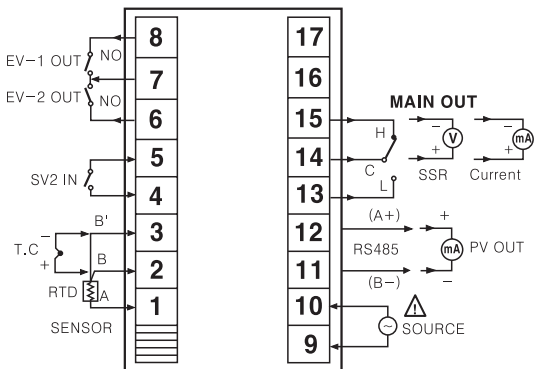 8
7
6
5
4
3
2
1
17
16
15
14
13
12
11
10
9
EV-1 OUT
NO
EV-2 OUT
NO
SV2 IN
B'
−
T.C
+
B
RTD
A
SENSOR
MAIN OUT
H
C
L
−
V
+
SSR
−
mA
+
Current
(A+)
RS485
(B−)
+
mA
PV OUT
−
!
~
SOURCE